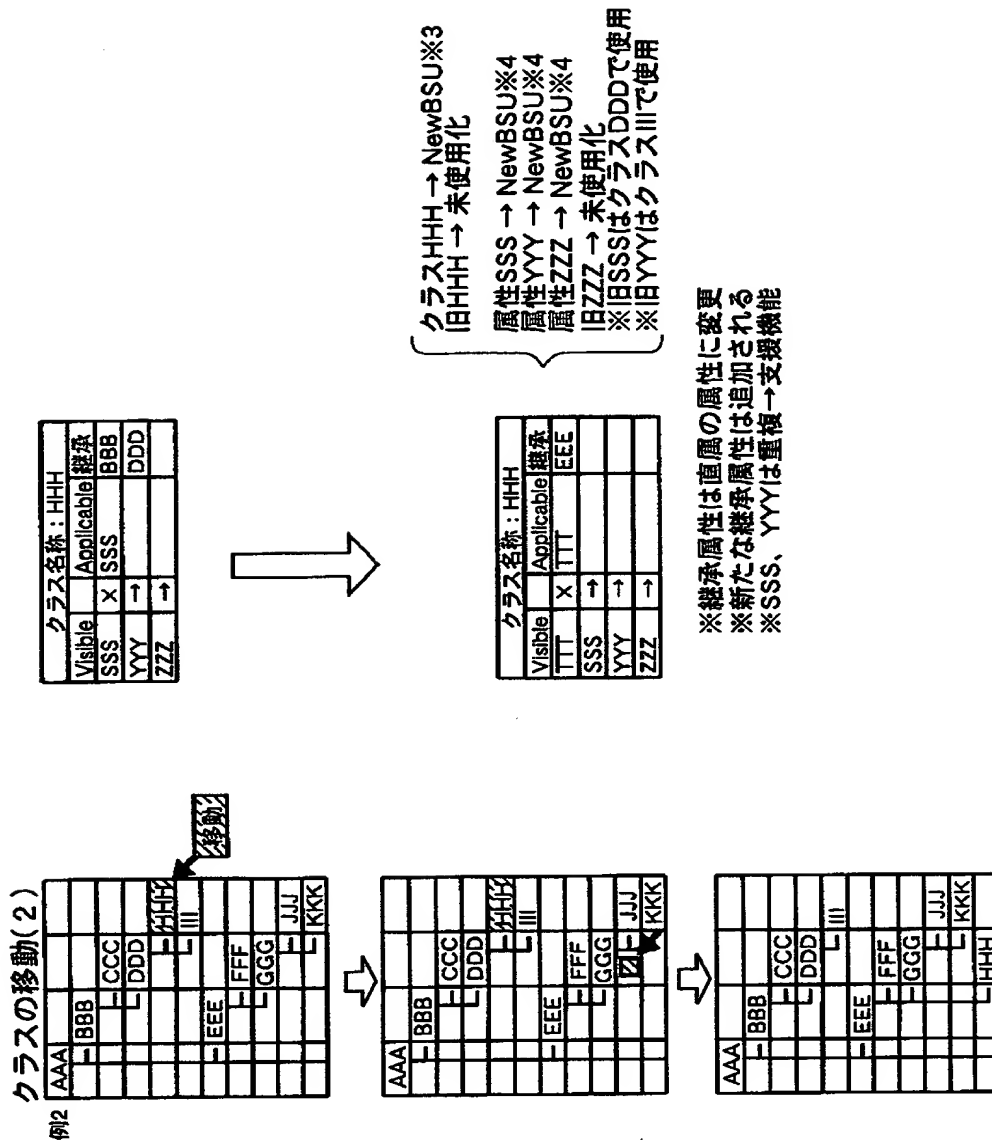 クラスの移動(2)
例2
AAA
BBB
CCC
DDD
HHH
III
EEE
FFF
GGG
JJJ
KKK
移動
AAA
BBB
CCC
DDD
HHH
III
EEE
FFF
GGG
JJJ
KKK
AAA
BBB
CCC
DDD
III
EEE
FFF
GGG
JJJ
KKK
HHH
クラス名称:HHH
Visible Applicable 継承
SSS × SSS BBB
YYY → DDD
ZZZ →
クラス名称:HHH
Visible Applicable 継承
TTT × TTT EEE
SSS →
YYY →
ZZZ →
クラスHHH → NewBSU※3
旧HHH → 未使用化
属性SSS → NewBSU※4
属性YYY → NewBSU※4
属性ZZZ → NewBSU※4
旧ZZZ → 未使用化
※旧SSSはクラスDDDで使用
※旧YYYはクラスIIIで使用
※継承属性は直属の属性に変更
※新たな継承属性は追加される
※SSS、YYYは重複→支援機能